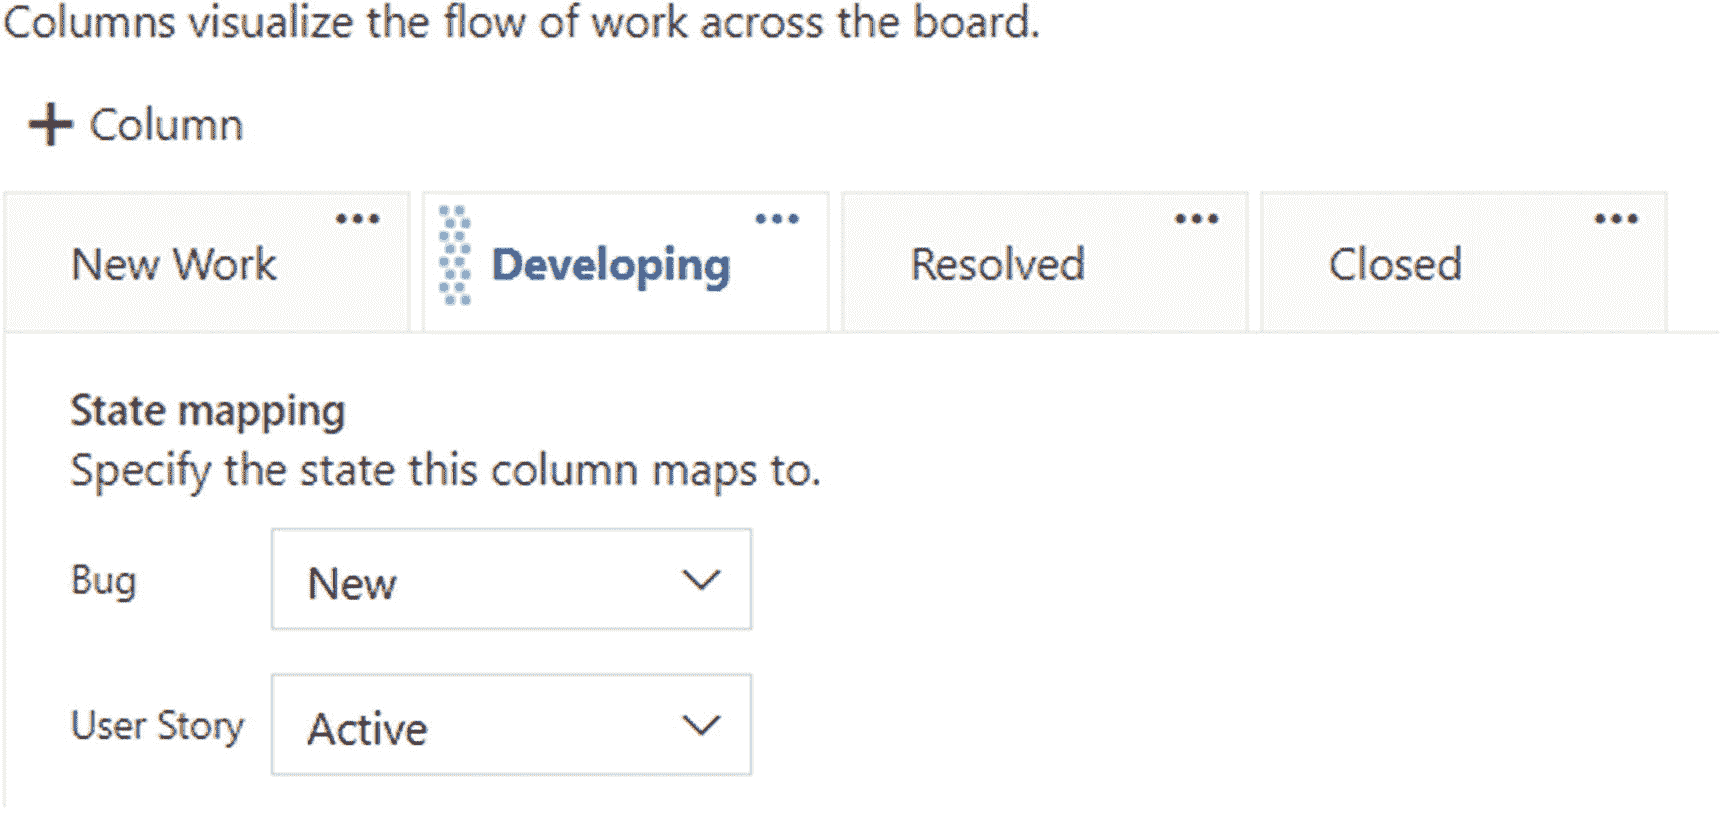 Columns visualize the flow of work across the board.
+ Column
New Work
Developing
Resolved
Closed
State mapping
Specify the state this column maps to.
Bug New
User Story Active